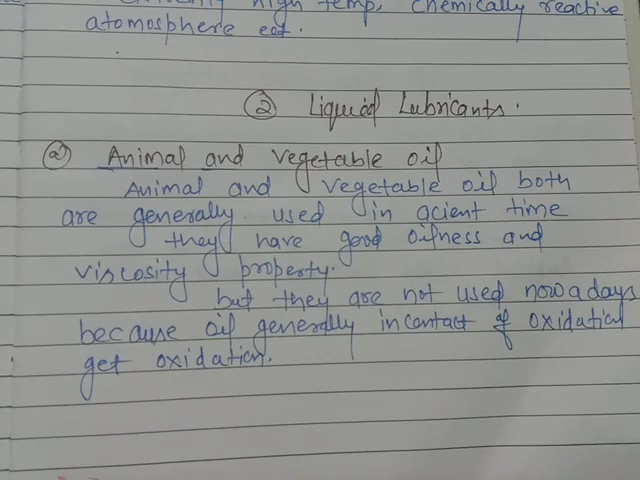 high temp, chemically reactive
atomosphere ect.
② Liquid Lubricants.
ⓐ Animal and vegetable oil
Animal and vegetable oil both
are generally used in acient time
they have good oilness and
viscosity property.
but they are not used nowadays
because oil generally incontact of oxidation
get oxidation.